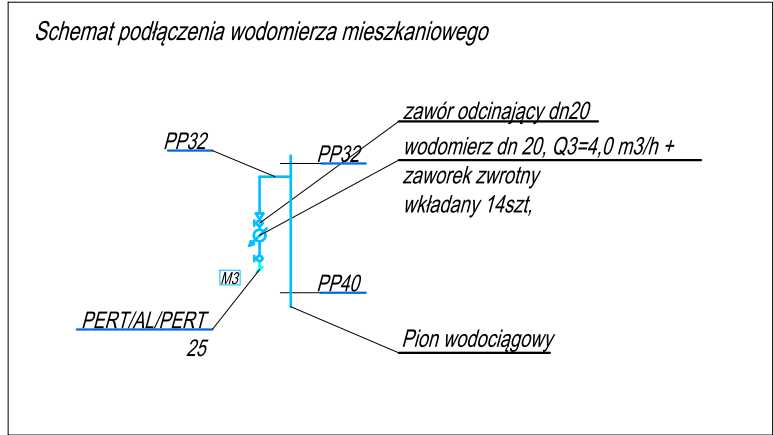 Schemat podłączenia wodomierza mieszkaniowego
zawór odcinający dn20
PP32
PP32
wodomierz dn 20, Q3=4,0 m3/h +
zaworek zwrotny
wkładany 14szt,
M3
PP40
PERT/AL/PERT
25
Pion wodociągowy